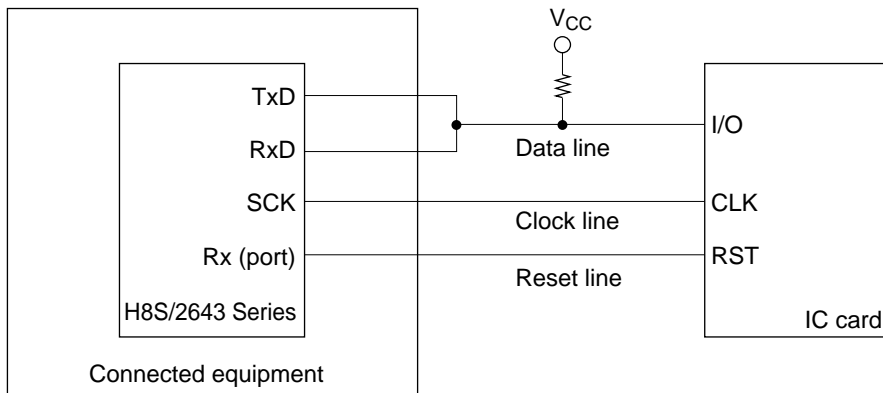 VCC
TxD
I/O
RxD
Data line
SCK
CLK
Clock line
Rx (port)
RST
Reset line
H8S/2643 Series
IC card
Connected equipment